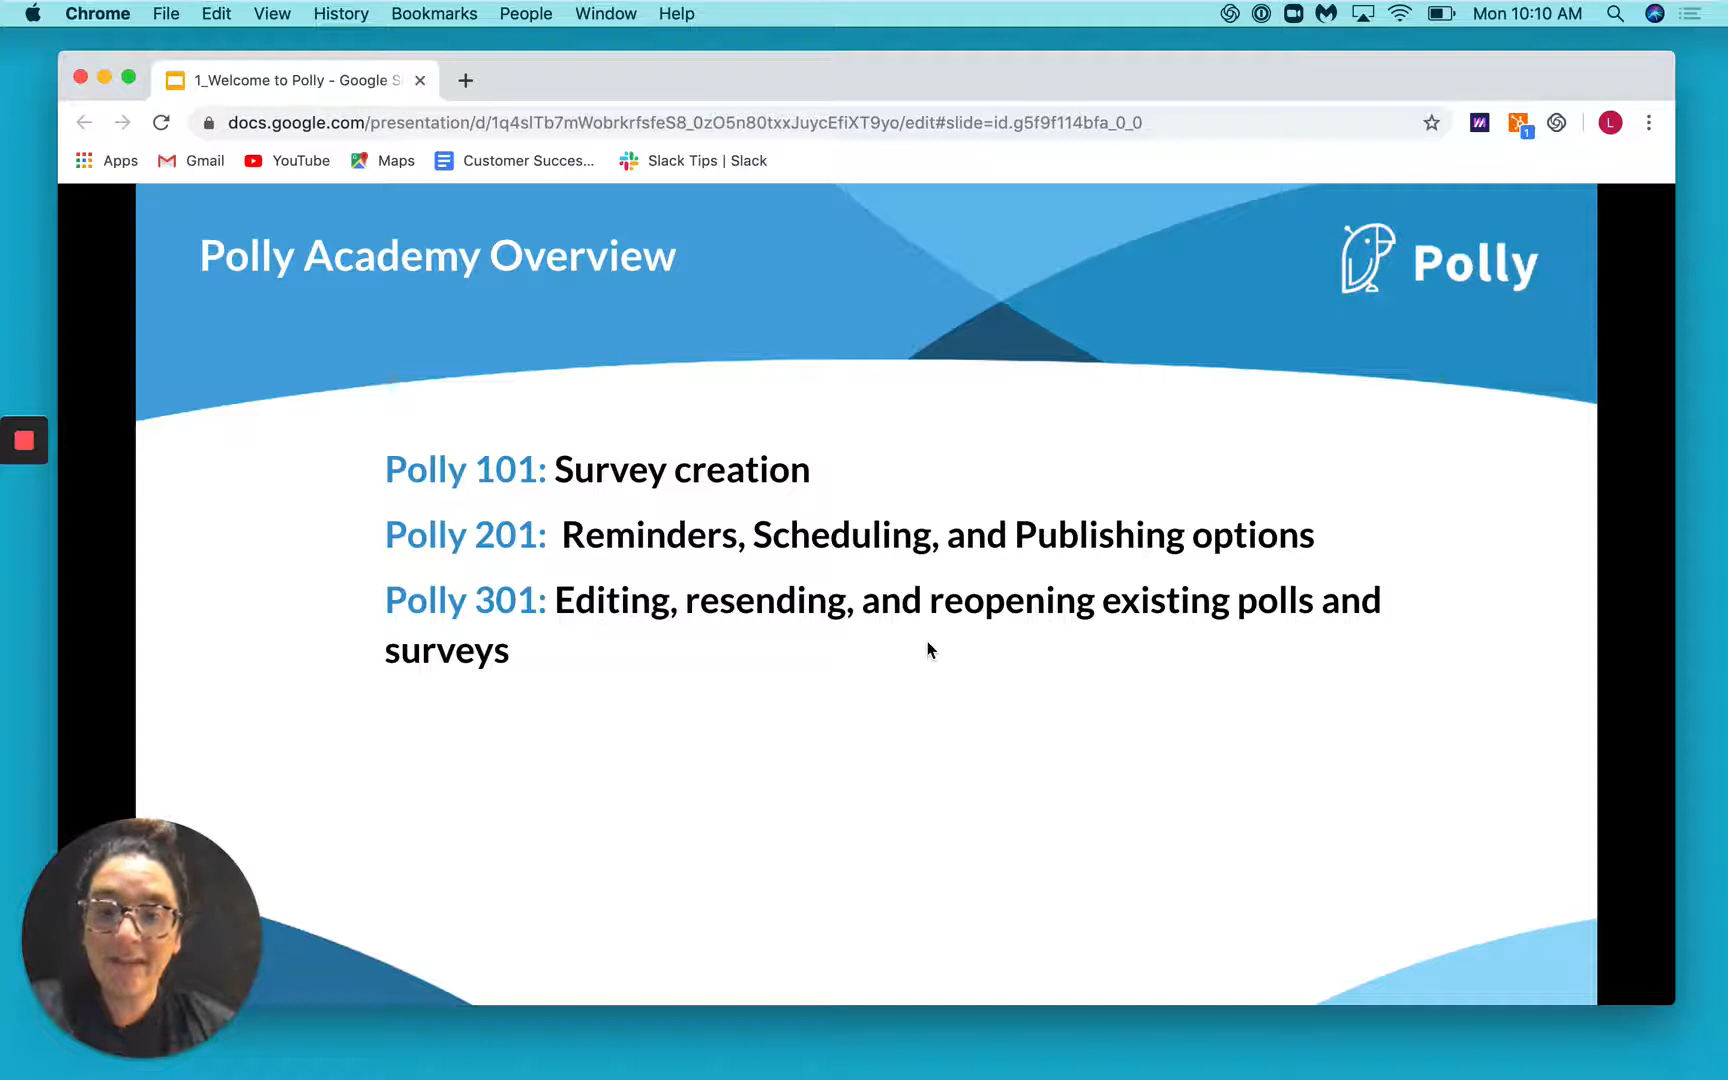 Chrome File Edit View History Bookmarks People Window Help Mon 10:10 AM
1_Welcome to Polly - Google S
docs.google.com/presentation/d/1q4slTb7mWobrkrfsfeS8_0zO5n80txxJuycEfiXT9yo/edit#slide=id.g5f9f114bfa_0_0
1
L
Apps Gmail YouTube Maps Customer Succes... Slack Tips | Slack
Polly Academy Overview
Polly
Polly 101: Survey creation
Polly 201: Reminders, Scheduling, and Publishing options
Polly 301: Editing, resending, and reopening existing polls and
surveys